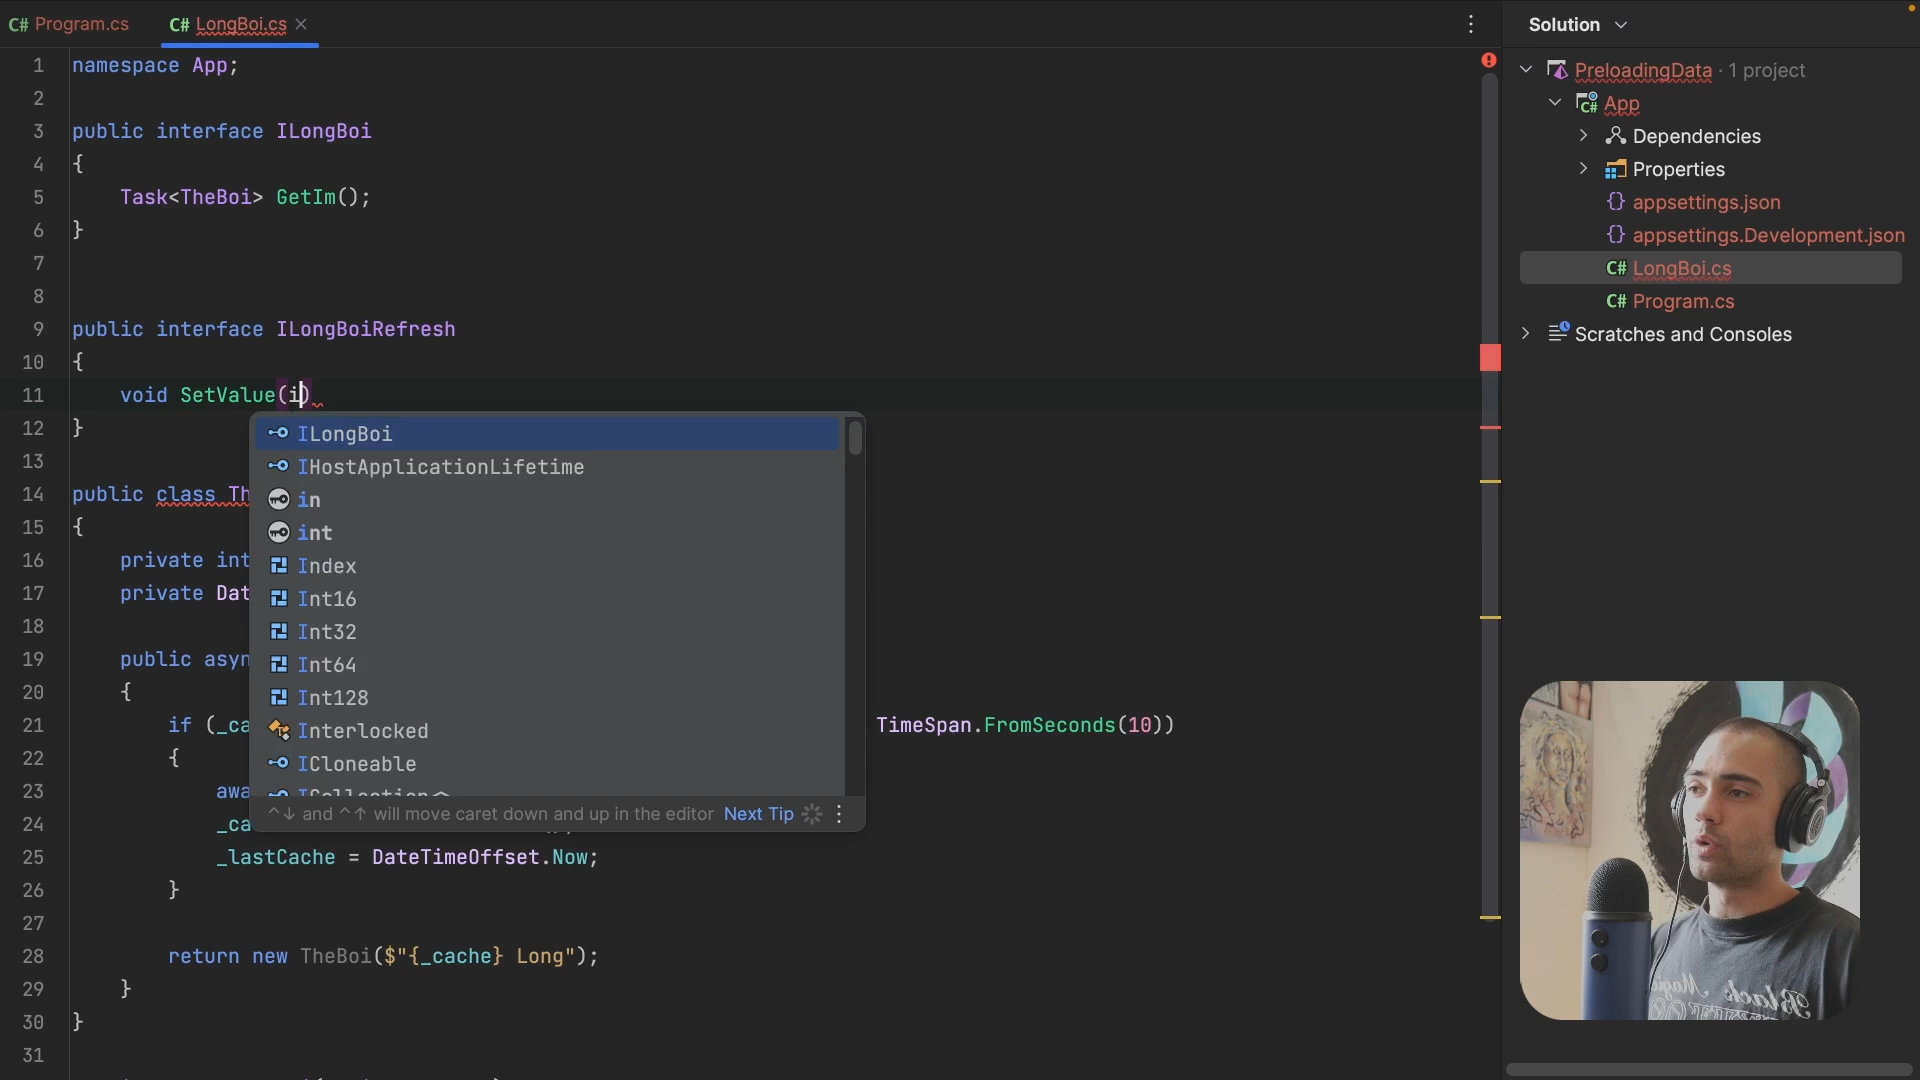 C# Program.cs
C# LongBoi.cs
Solution
1 namespace App;
2
3 public interface ILongBoi
4 {
5 Task<TheBoi> GetIm();
6 }
7
8
9 public interface ILongBoiRefresh
10 {
11 void SetValue(i)
12 }
13
14 public class Th
15 {
16 private int
17 private Dat
18
19 public asyn
20 {
21 if (_ca TimeSpan.FromSeconds(10))
22 {
23 awa
24 _ca
25 _lastCache = DateTimeOffset.Now;
26 }
27
28 return new TheBoi($"{_cache} Long");
29 }
30 }
31
ILongBoi
IHostApplicationLifetime
in
int
Index
Int16
Int32
Int64
Int128
Interlocked
ICloneable
^↓ and ^↑ will move caret down and up in the editor Next Tip
PreloadingData · 1 project
C# App
Dependencies
Properties
{} appsettings.json
{} appsettings.Development.json
C# LongBoi.cs
C# Program.cs
Scratches and Consoles
Black Magic